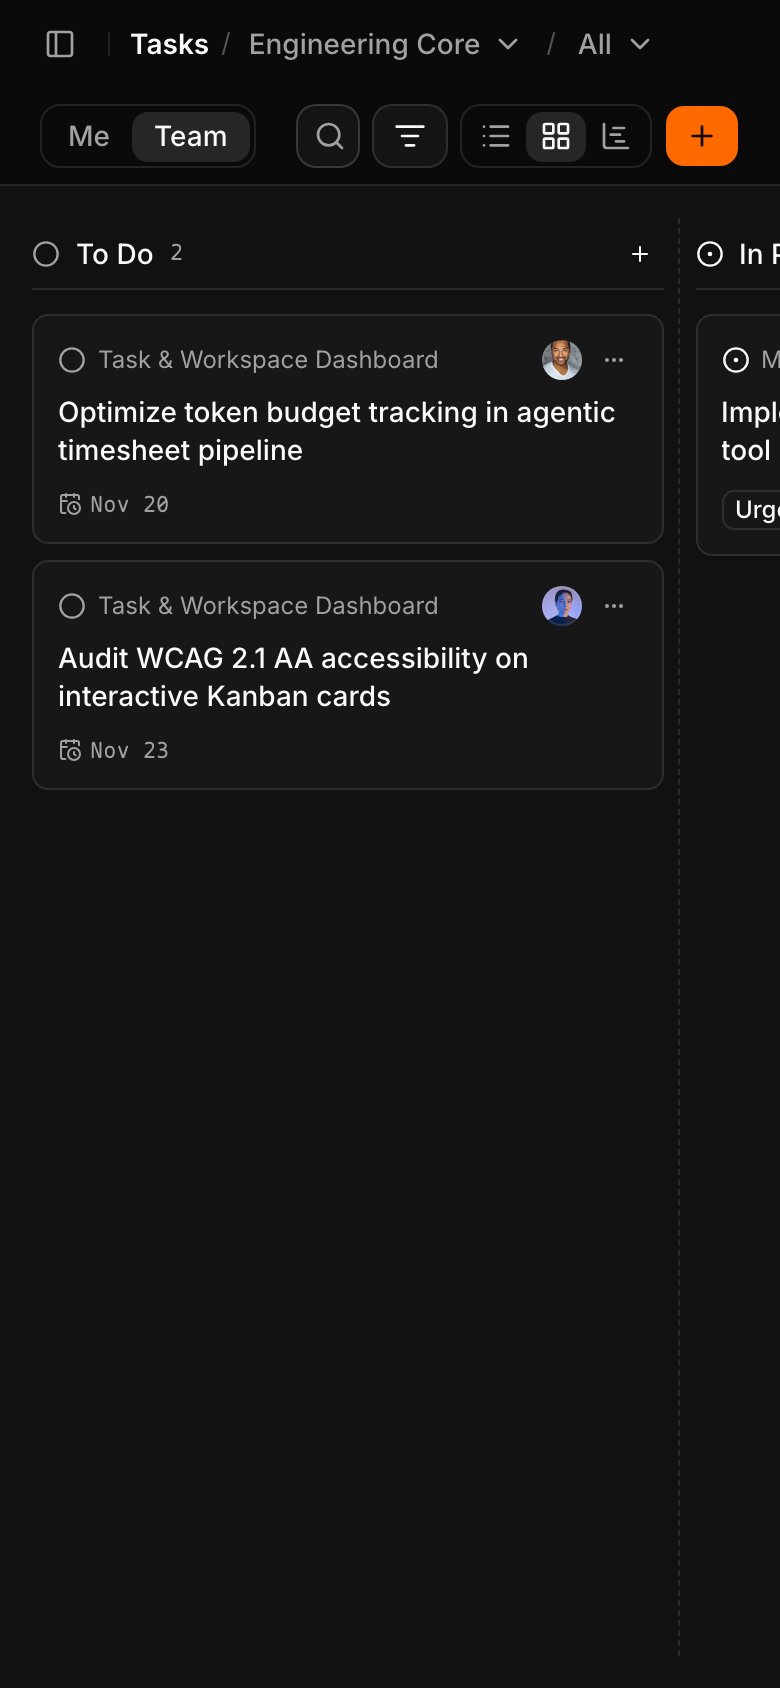 Tasks / Engineering Core / All
Me Team
To Do 2
In
Task & Workspace Dashboard
Optimize token budget tracking in agentic
timesheet pipeline
Nov 20
Task & Workspace Dashboard
Audit WCAG 2.1 AA accessibility on
interactive Kanban cards
Nov 23
tool